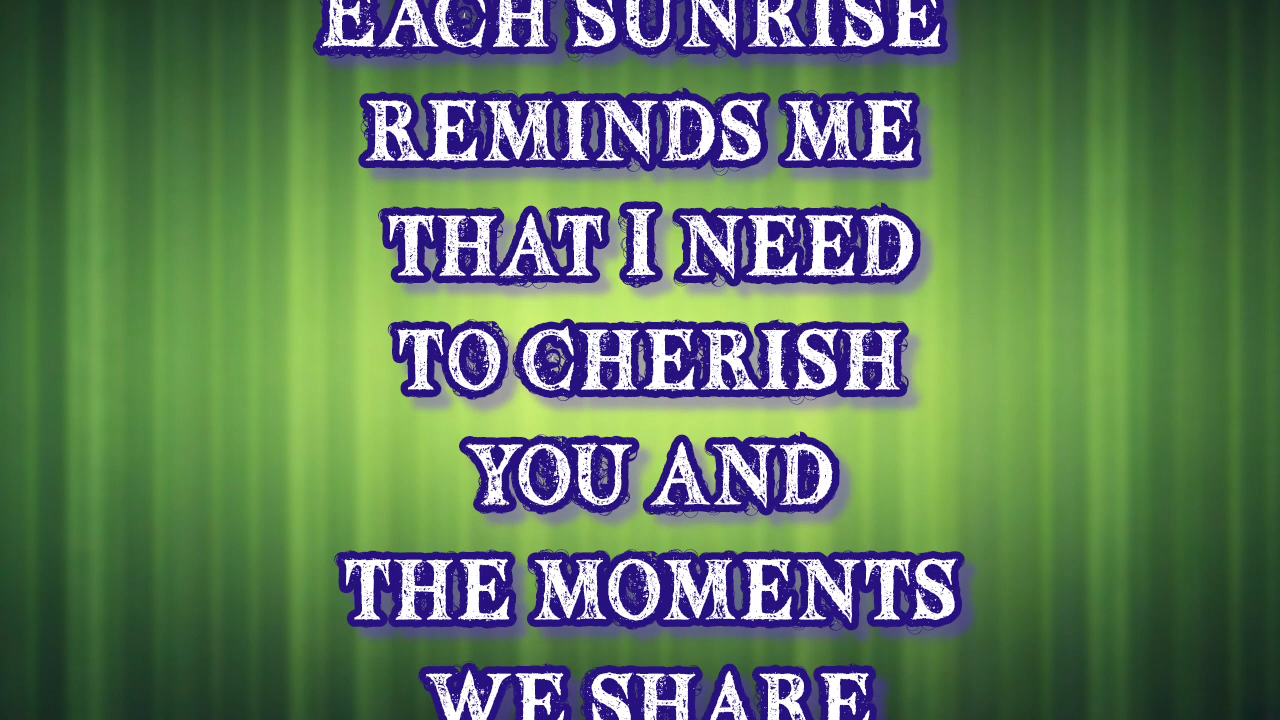 EACH SUNRISE
REMINDS ME
THAT I NEED
TO CHERISH
YOU AND
THE MOMENTS
WE SHARE